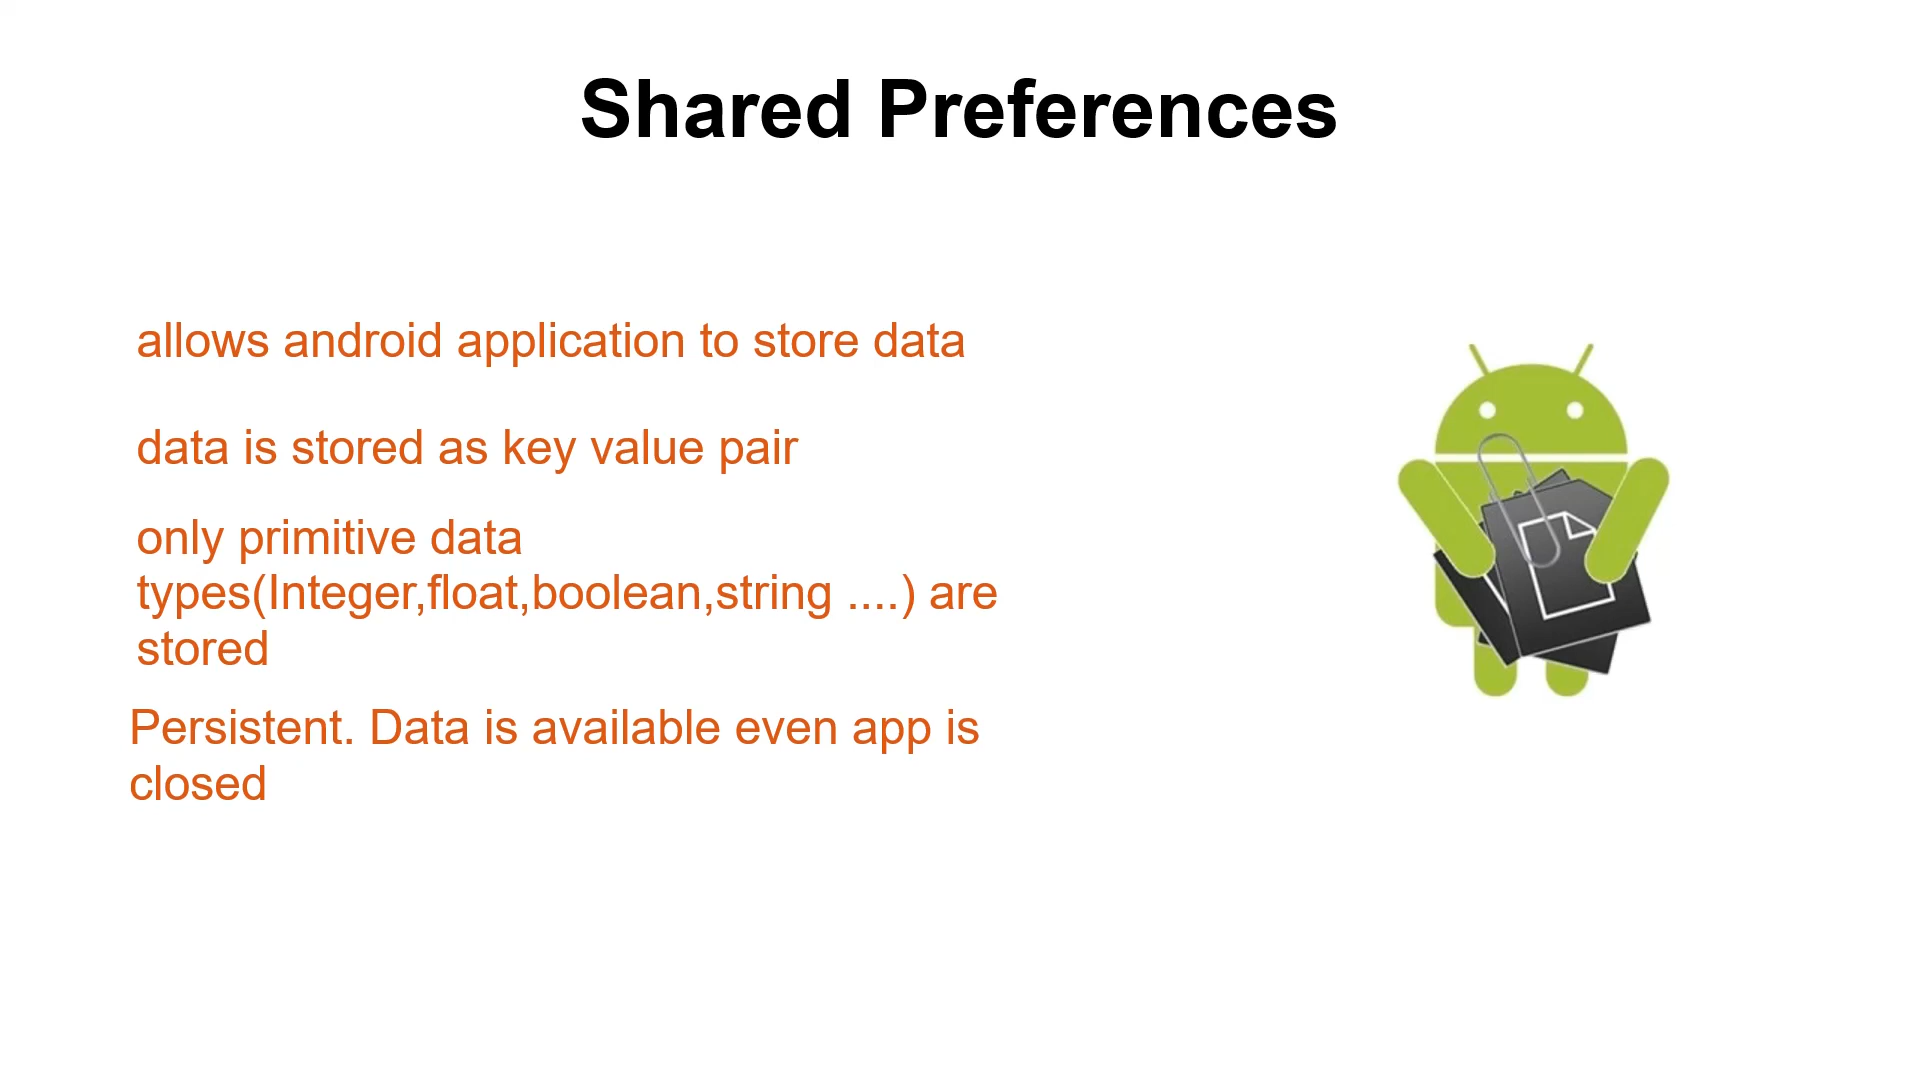 Shared Preferences
allows android application to store data
data is stored as key value pair
only primitive data
types(Integer,float,boolean,string ....) are
stored
Persistent. Data is available even app is
closed